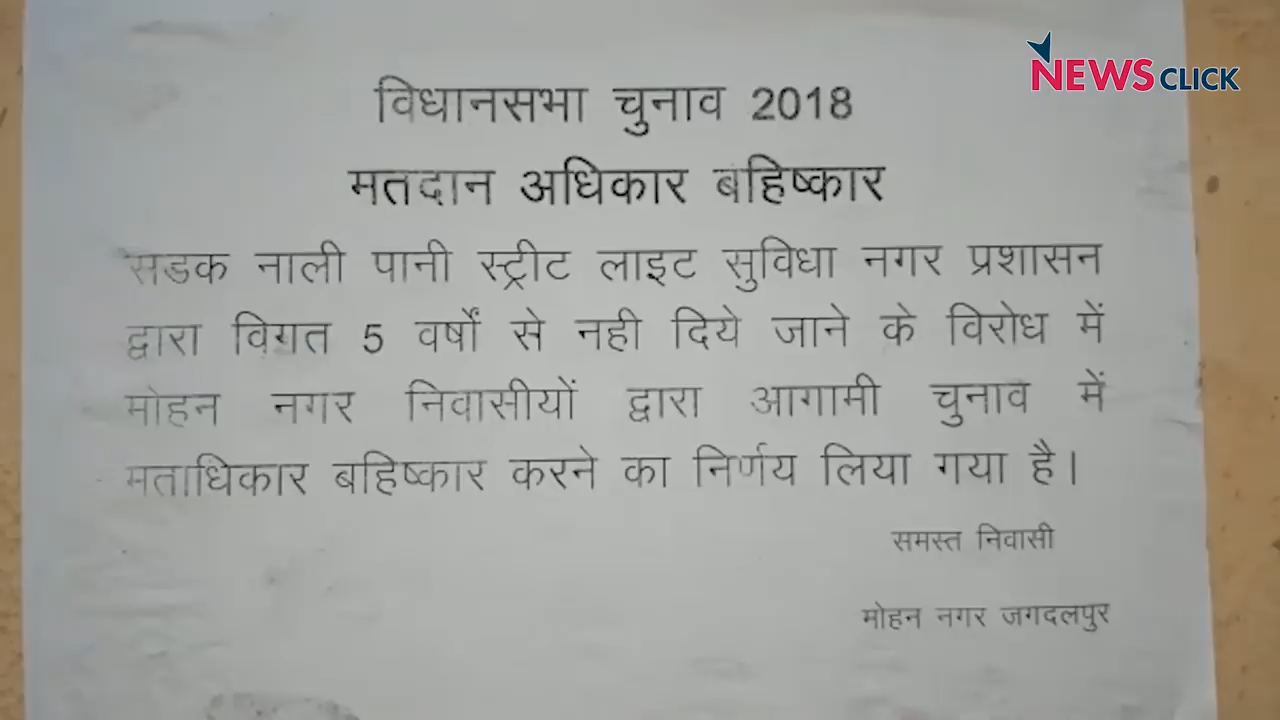 NEWSCLICK
विधानसभा चुनाव 2018
मतदान अधिकार बहिष्कार
सडक नाली पानी स्ट्रीट लाइट सुविधा नगर प्रशासन
द्वारा विगत 5 वर्षों से नही दिये जाने के विरोध में
मोहन नगर निवासीयों द्वारा आगामी चुनाव में
मताधिकार बहिष्कार करने का निर्णय लिया गया है।
समस्त निवासी
मोहन नगर जगदलपुर